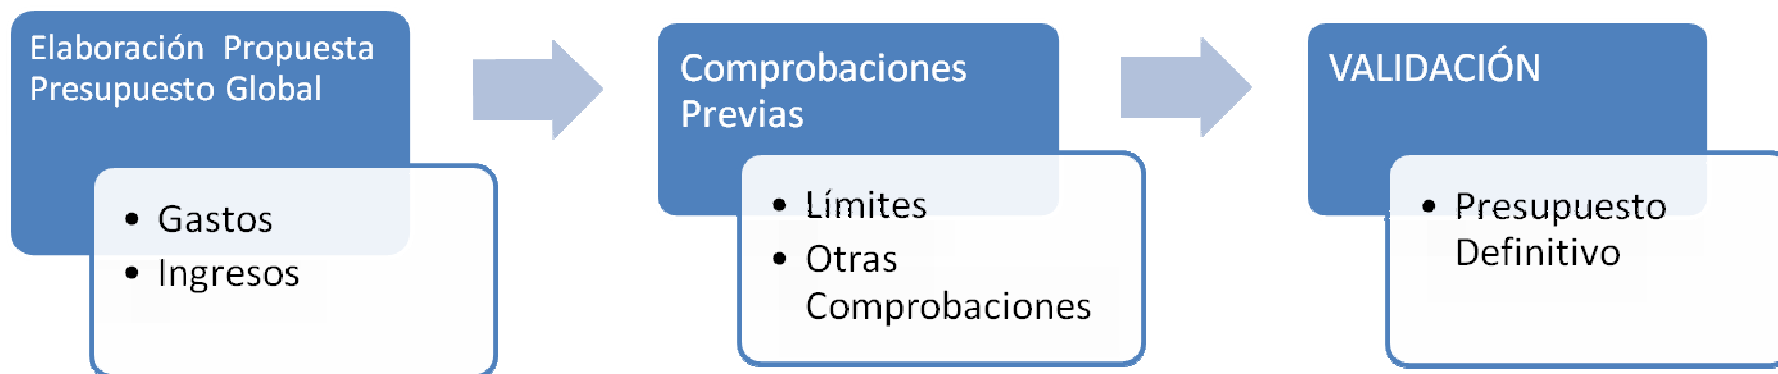 Elaboración Propuesta
Presupuesto Global
• Gastos
• Ingresos
Comprobaciones
Previas
• Límites
• Otras
Comprobaciones
VALIDACIÓN
• Presupuesto
Definitivo